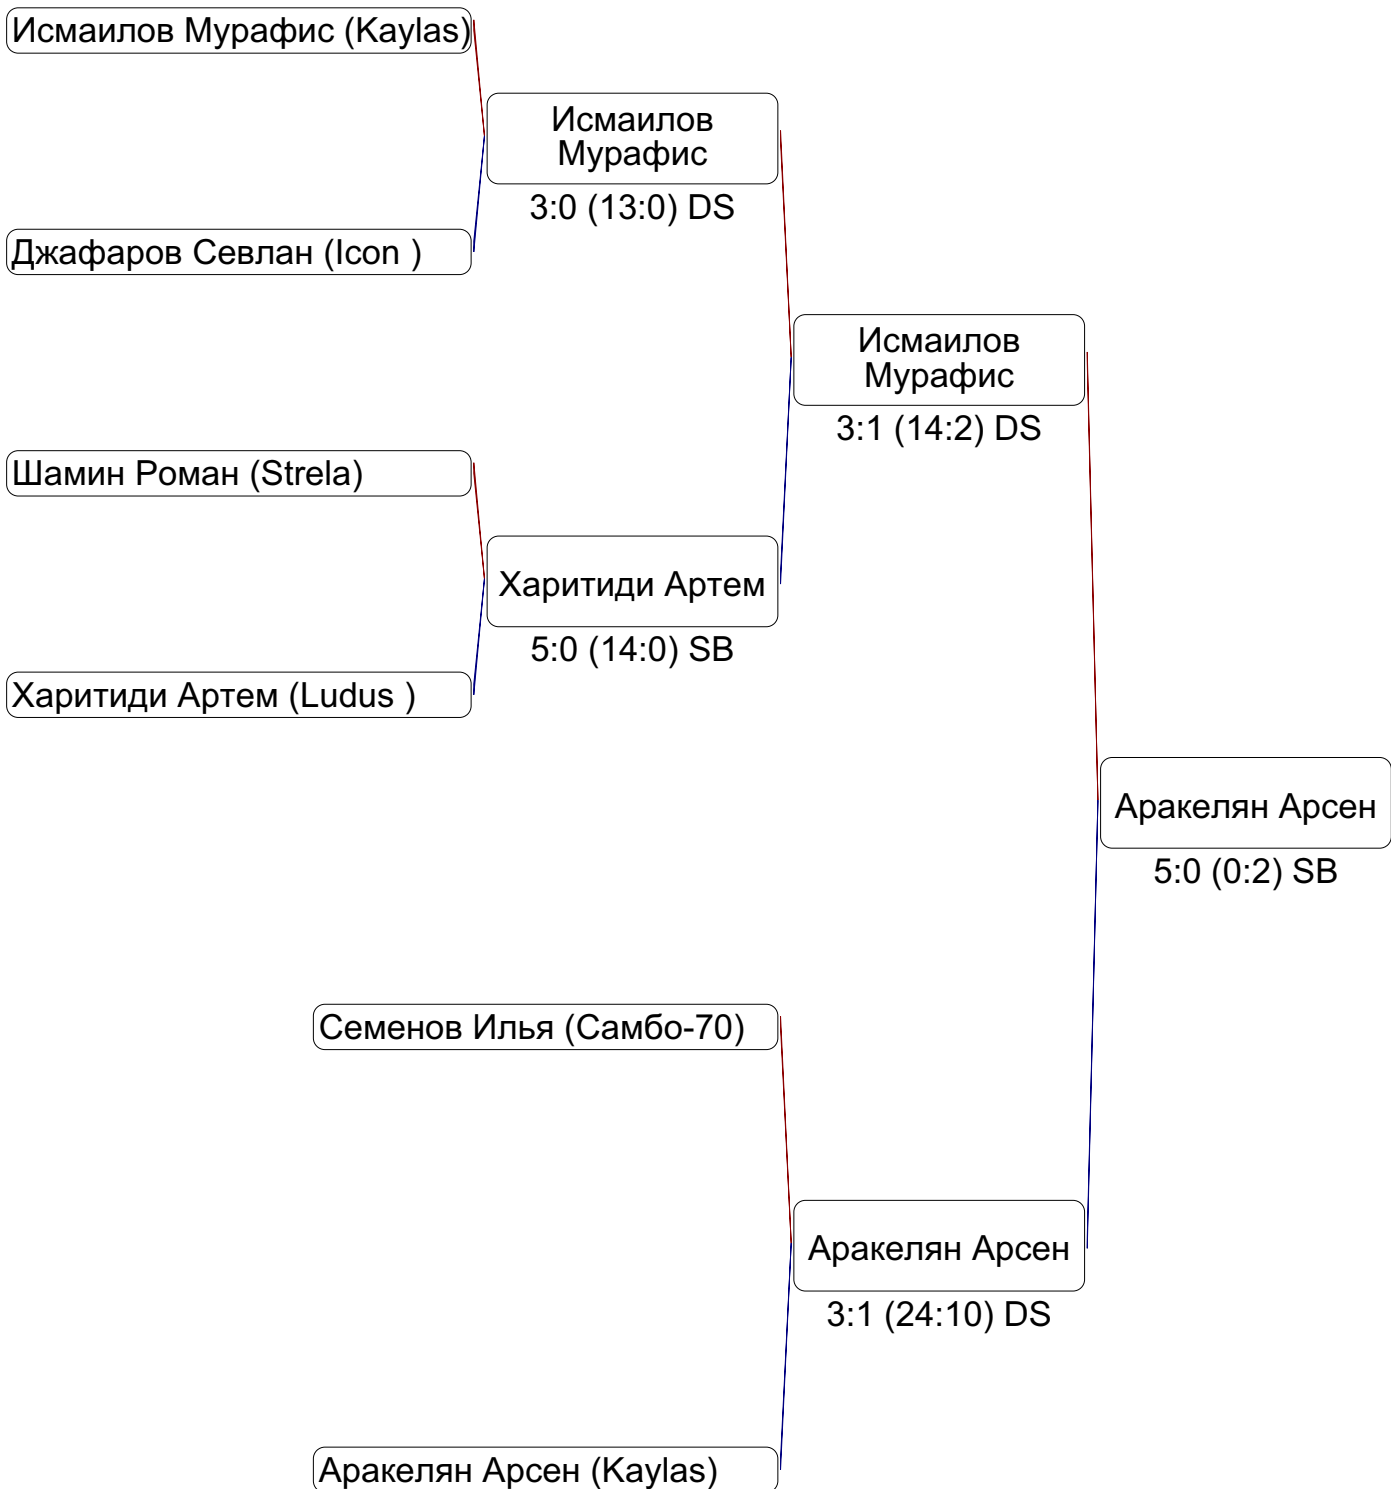 Исмаилов Мурафис (Kaylas)
Исмаилов
Мурафис
3:0 (13:0) DS
Джафаров Севлан (Icon )
Исмаилов
Мурафис
3:1 (14:2) DS
Шамин Роман (Strela)
Харитиди Артем
5:0 (14:0) SB
Харитиди Артем (Ludus )
Аракелян Арсен
5:0 (0:2) SB
Семенов Илья (Самбо-70)
Аракелян Арсен
3:1 (24:10) DS
Аракелян Арсен (Kaylas)